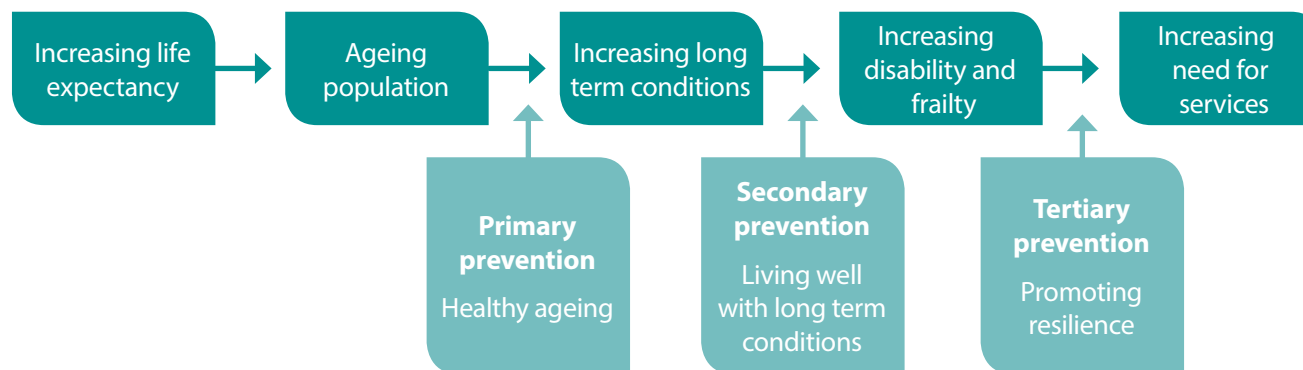 Increasing life
expectancy
Ageing
population
Increasing long
term conditions
Increasing
disability and
frailty
Increasing
need for
services
Primary
prevention
Healthy ageing
Secondary
prevention
Living well
with long term
conditions
Tertiary
prevention
Promoting
resilience